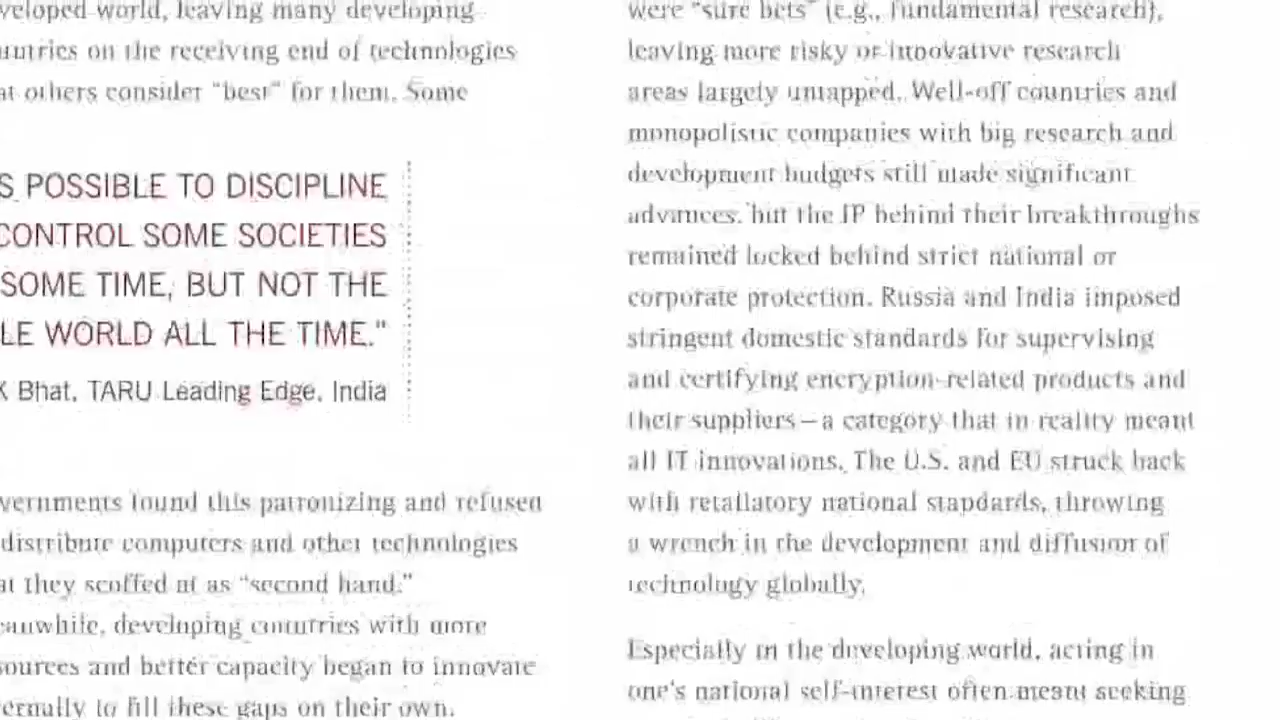 veloped world, leaving many developing
untries on the receiving end of technologies
at others consider “best” for them. Some
S POSSIBLE TO DISCIPLINE
CONTROL SOME SOCIETIES
SOME TIME, BUT NOT THE
LE WORLD ALL THE TIME."
K Bhat, TARU Leading Edge, India
vernments found this patronizing and refused
distribute computers and other technologies
at they scoffed at as “second hand.”
eanwhile, developing countries with more
sources and better capacity began to innovate
ernally to fill these gaps on their own.
were “sure bets” (e.g., fundamental research),
leaving more risky or innovative research
areas largely untapped. Well-off countries and
monopolistic companies with big research and
development budgets still made significant
advances, but the IP behind their breakthroughs
remained locked behind strict national or
corporate protection. Russia and India imposed
stringent domestic standards for supervising
and certifying encryption-related products and
their suppliers—a category that in reality meant
all IT innovations. The U.S. and EU struck back
with retaliatory national standards, throwing
a wrench in the development and diffusion of
technology globally.
Especially in the developing world, acting in
one’s national self-interest often meant seeking